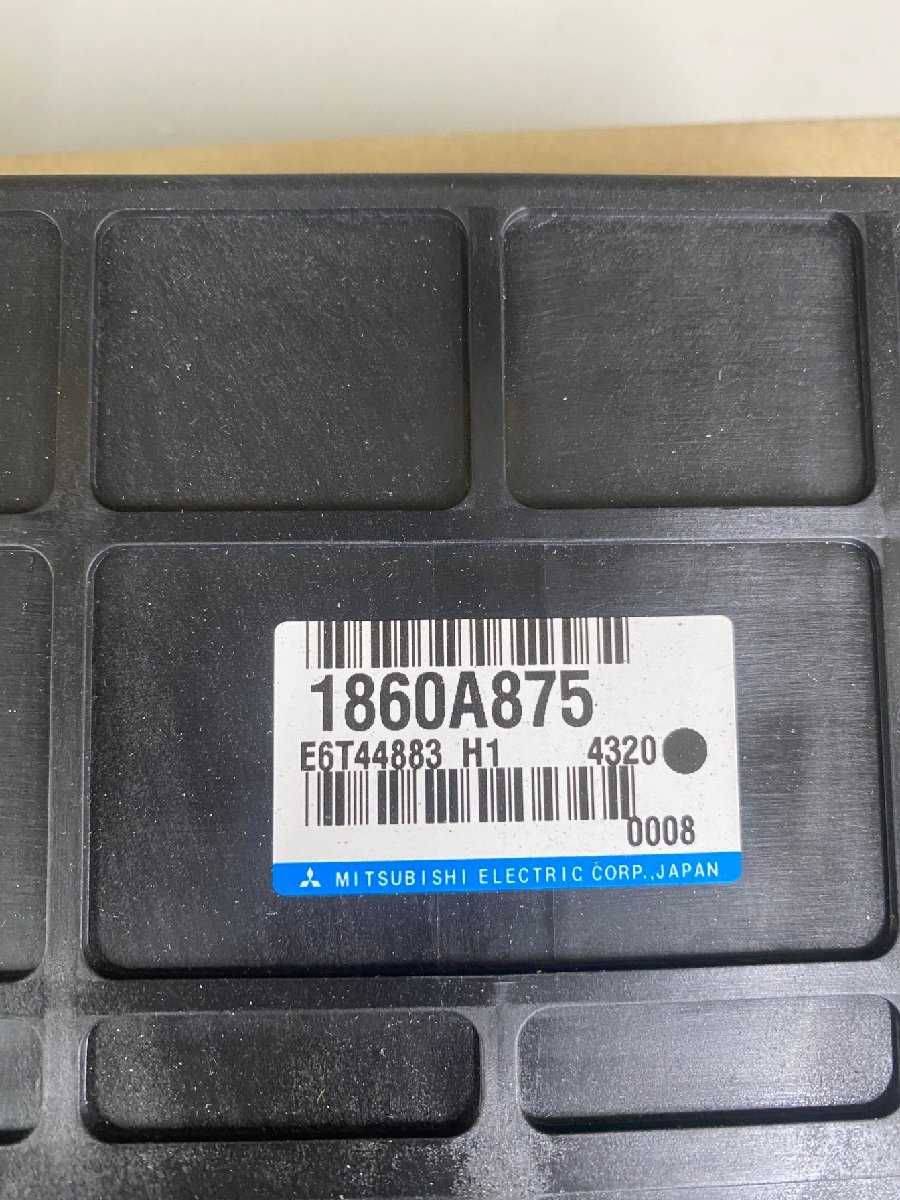 1860A875
E6T44883 H1 4320
0008
MITSUBISHI ELECTRIC CORP.,JAPAN